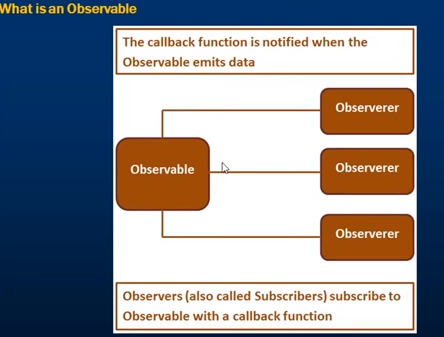 What is an Observable
The callback function is notified when the
Observable emits data
Observerer
Observable
Observerer
Observerer
Observers (also called Subscribers) subscribe to
Observable with a callback function